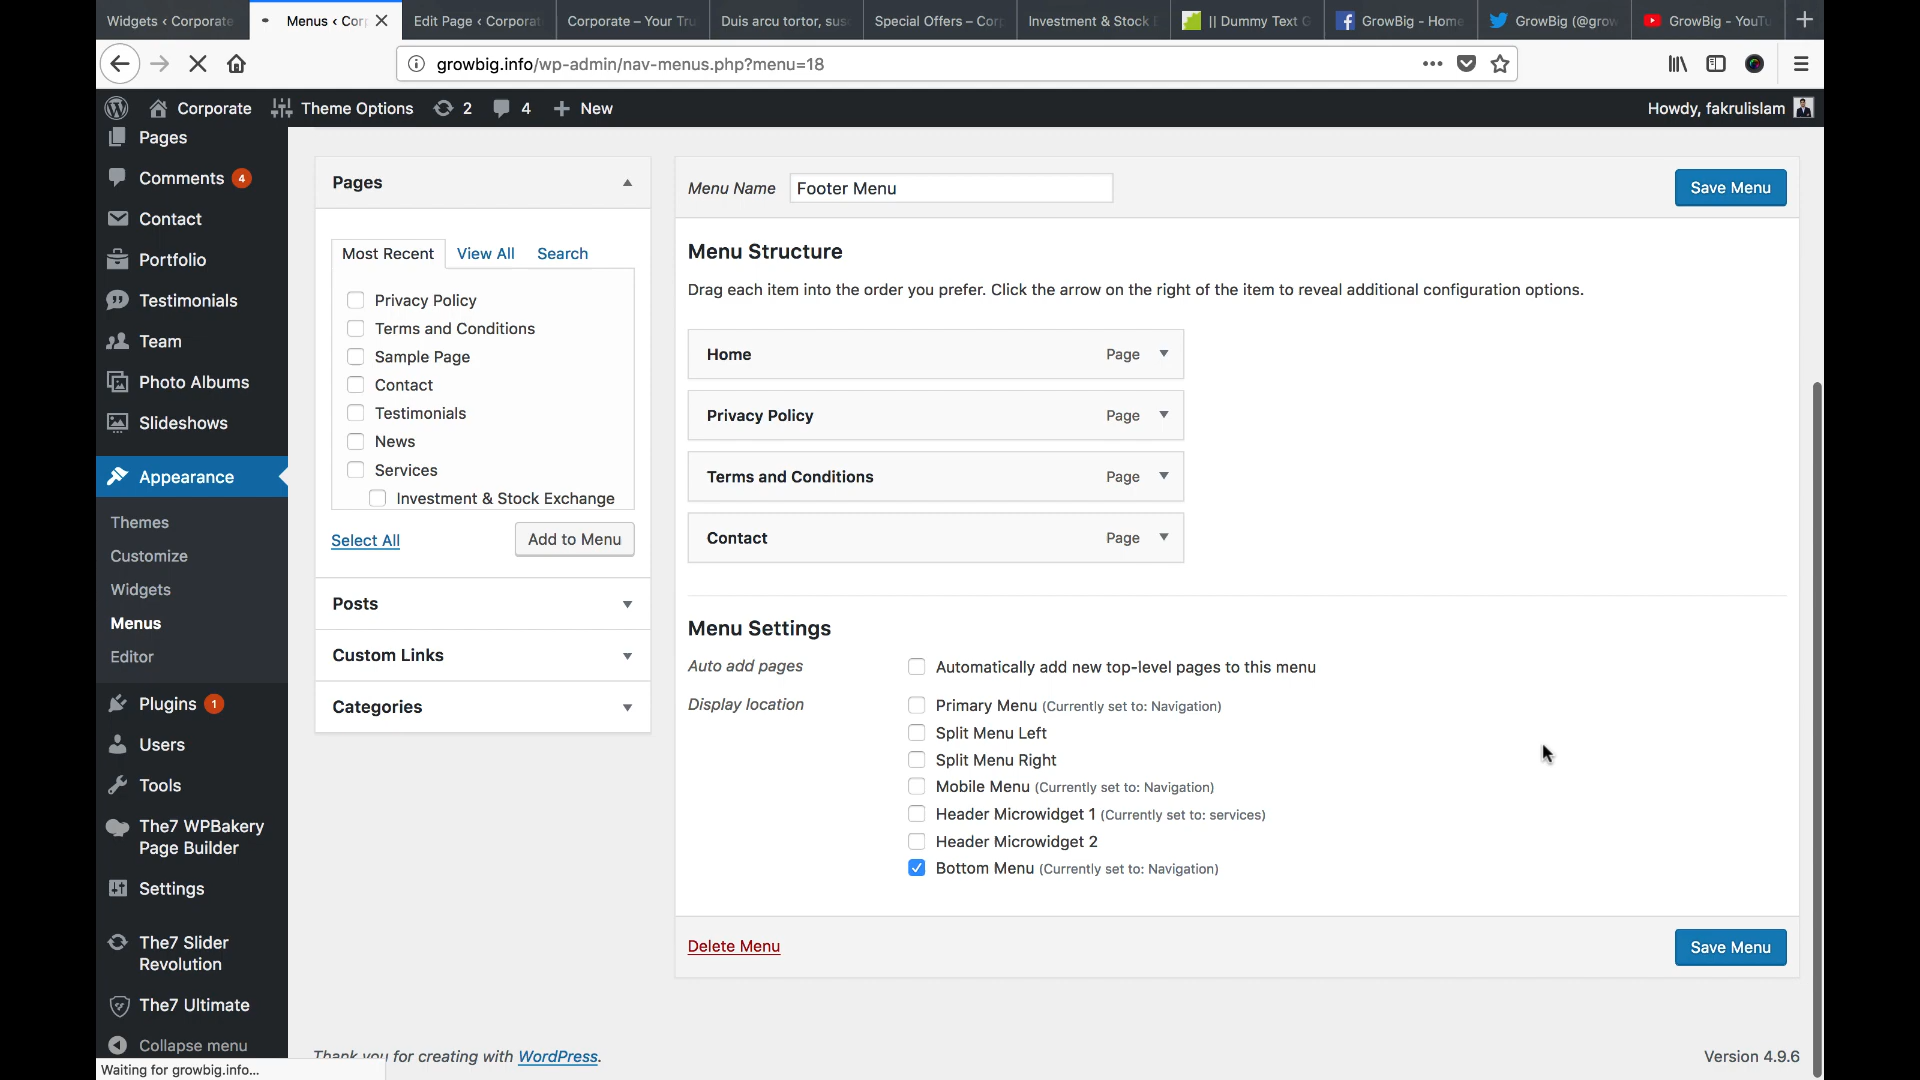 Widgets ‹ Corporate
Menus ‹ Corp
Edit Page ‹ Corporat
Corporate – Your Tru
Duis arcu tortor, sus
Special Offers – Cor
Investment & Stock E
|| Dummy Text G
GrowBig - Home
GrowBig (@grow
GrowBig - YouTu
growbig.info/wp-admin/nav-menus.php?menu=18
Corporate
Theme Options
2
4
New
Howdy, fakrulislam
Pages
Comments 4
Contact
Portfolio
Testimonials
Team
Photo Albums
Slideshows
Appearance
Themes
Customize
Widgets
Menus
Editor
Plugins 1
Users
Tools
The7 WPBakery
Page Builder
Settings
The7 Slider
Revolution
The7 Ultimate
Collapse menu
Waiting for growbig.info...
Pages
Most Recent
View All
Search
Privacy Policy
Terms and Conditions
Sample Page
Contact
Testimonials
News
Services
Investment & Stock Exchange
Select All
Add to Menu
Posts
Custom Links
Categories
Menu Name
Footer Menu
Save Menu
Menu Structure
Drag each item into the order you prefer. Click the arrow on the right of the item to reveal additional configuration options.
Home Page
Privacy Policy Page
Terms and Conditions Page
Contact Page
Menu Settings
Auto add pages
Automatically add new top-level pages to this menu
Display location
Primary Menu (Currently set to: Navigation)
Split Menu Left
Split Menu Right
Mobile Menu (Currently set to: Navigation)
Header Microwidget 1 (Currently set to: services)
Header Microwidget 2
Bottom Menu (Currently set to: Navigation)
Delete Menu
Save Menu
Thank you for creating with WordPress.
Version 4.9.6